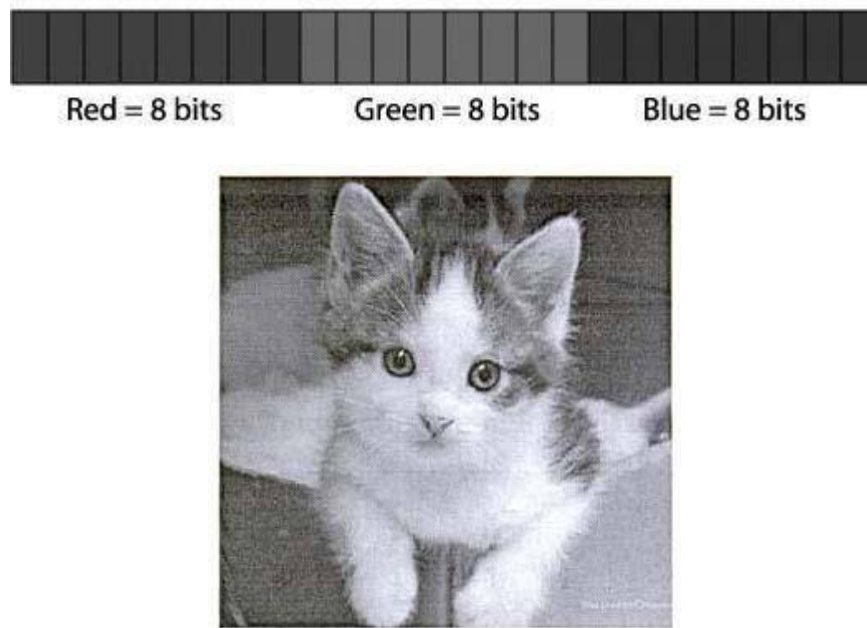 Red = 8 bits Green = 8 bits Blue = 8 bits